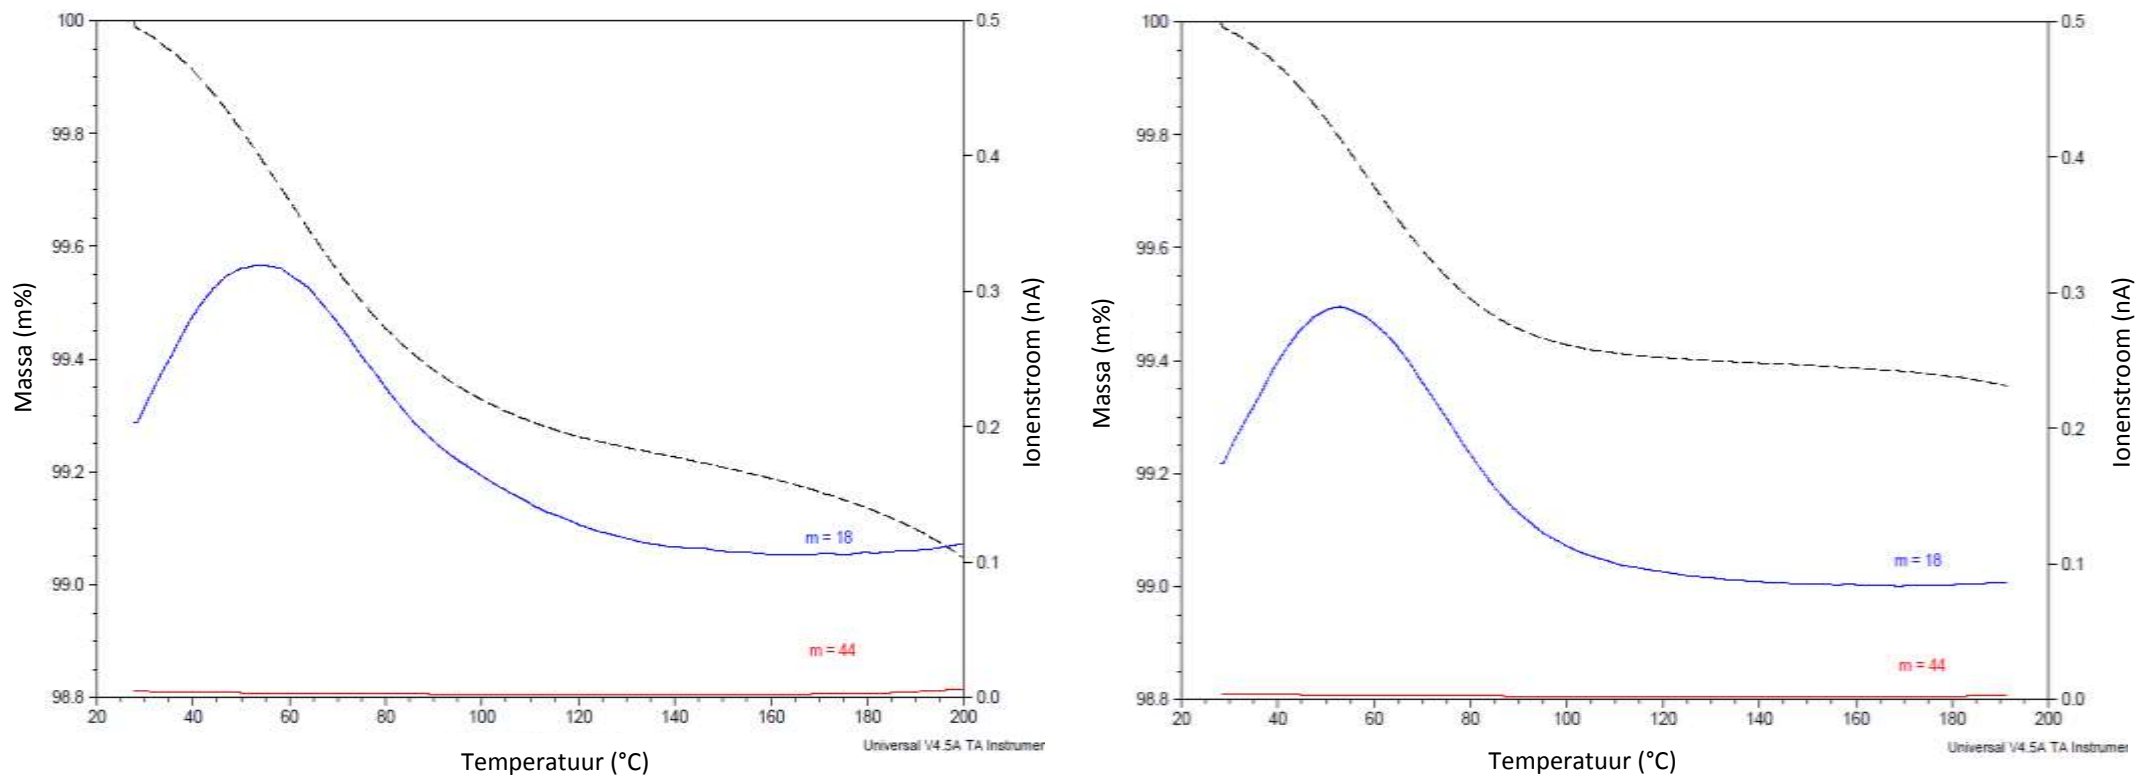 100
99.8
99.6
99.4
99.2
99.0
98.8
Massa (m%)
0.5
0.4
0.3
0.2
0.1
0.0
Ionenstroom (nA)
m = 18
m = 44
20 40 60 80 100 120 140 160 180 200
Universal V4.5A TA Instrumer
Temperatuur (°C)
100
99.8
99.6
99.4
99.2
99.0
98.8
Massa (m%)
0.5
0.4
0.3
0.2
0.1
0.0
Ionenstroom (nA)
m = 18
m = 44
20 40 60 80 100 120 140 160 180 200
Universal V4.5A TA Instrumer
Temperatuur (°C)